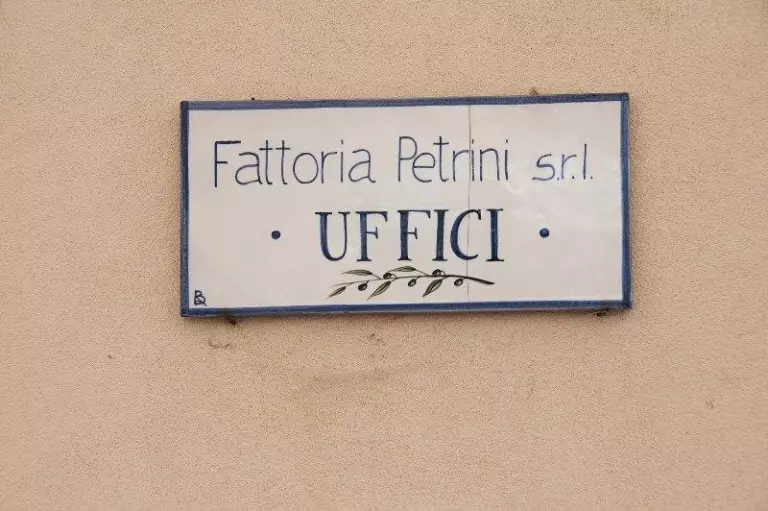 Fattoria Petrini s.r.l.
• UFFICI •